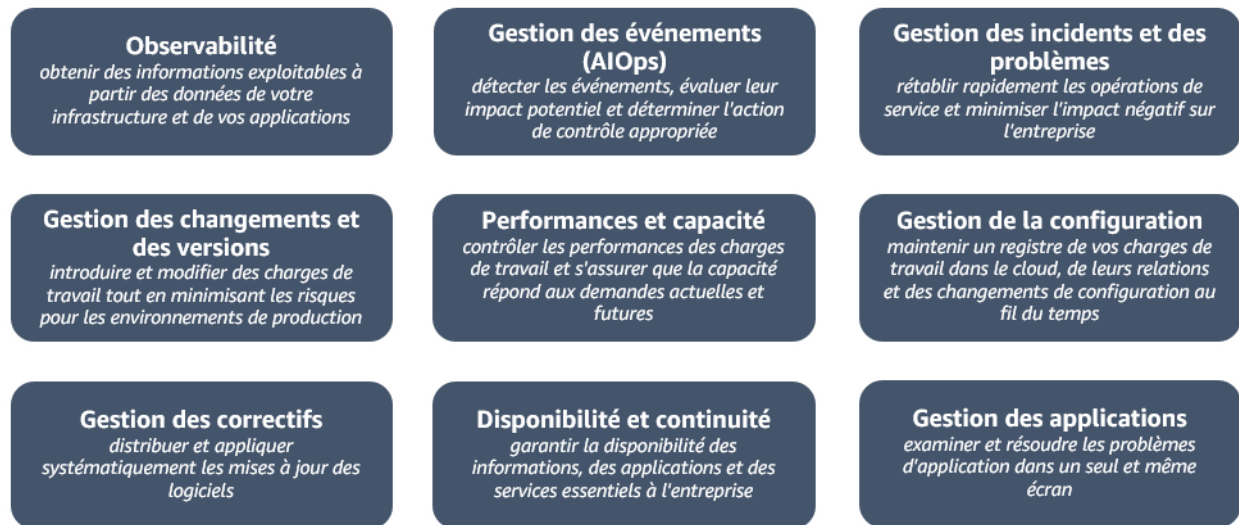 Observabilité
obtenir des informations exploitables à
partir des données de votre
infrastructure et de vos applications
Gestion des événements
(AIOps)
détecter les événements, évaluer leur
impact potentiel et déterminer l'action
de contrôle appropriée
Gestion des incidents et des
problèmes
rétablir rapidement les opérations de
service et minimiser l'impact négatif sur
l'entreprise
Gestion des changements et
des versions
introduire et modifier des charges de
travail tout en minimisant les risques
pour les environnements de production
Performances et capacité
contrôler les performances des charges
de travail et s'assurer que la capacité
répond aux demandes actuelles et
futures
Gestion de la configuration
maintenir un registre de vos charges de
travail dans le cloud, de leurs relations
et des changements de configuration au
fil du temps
Gestion des correctifs
distribuer et appliquer
systématiquement les mises à jour des
logiciels
Disponibilité et continuité
garantir la disponibilité des
informations, des applications et des
services essentiels à l'entreprise
Gestion des applications
examiner et résoudre les problèmes
d'application dans un seul et même
écran